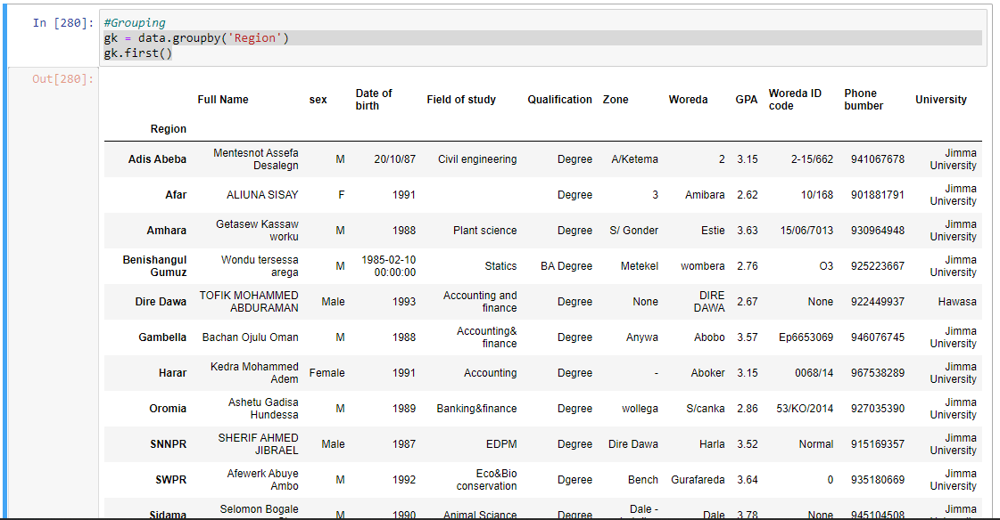 In [280]: #Grouping
gk = data.groupby('Region')
gk.first()
Out[280]:
Full Name sex Date of birth Field of study Qualification Zone Woreda GPA Woreda ID code Phone bumber University
Region
Adis Abeba Mentesnot Assefa Desalegn M 20/10/87 Civil engineering Degree A/Ketema 2 3.15 2-15/662 941067678 Jimma University
Afar ALIUNA SISAY F 1991 Degree 3 Amibara 2.62 10/168 901881791 Jimma University
Amhara Getasew Kassaw worku M 1988 Plant science Degree S/ Gonder Estie 3.63 15/06/7013 930964948 Jimma University
Benishangul Gumuz Wondu tersessa arega M 1985-02-10 00:00:00 Statics BA Degree Metekel wombera 2.76 O3 925223667 Jimma University
Dire Dawa TOFIK MOHAMMED ABDURAMAN Male 1993 Accounting and finance Degree None DIRE DAWA 2.67 None 922449937 Hawasa
Gambella Bachan Ojulu Oman M 1988 Accounting& finance Degree Anywa Abobo 3.57 Ep6653069 946076745 Jimma University
Harar Kedra Mohammed Adem Female 1991 Accounting Degree - Aboker 3.15 0068/14 967538289 Jimma University
Oromia Ashetu Gadisa Hundessa M 1989 Banking&finance Degree wollega S/canka 2.86 53/KO/2014 927035390 Jimma University
SNNPR SHERIF AHMED JIBRAEL Male 1987 EDPM Degree Dire Dawa Harla 3.52 Normal 915169357 Jimma University
SWPR Afewerk Abuye Ambo M 1992 Eco&Bio conservation Dgeree Bench Gurafareda 3.64 0 935180669 Jimma University
Sidama Selomon Bogale M 1990 Animal Sciance Degree Dale - Dale 3.78 None 945104508 Jimma